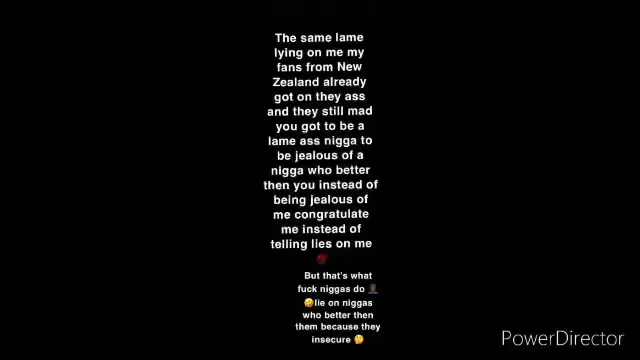 The same lame
lying on me my
fans from New
Zealand already
got on they ass
and they still mad
you got to be a
lame ass nigga to
be jealous of a
nigga who better
then you instead of
being jealous of
me congratulate
me instead of
telling lies on me
💯
But that's what
fuck niggas do 🤷🏿‍♂️
🤣lie on niggas
who better then
them because they
insecure 🤔
PowerDirector